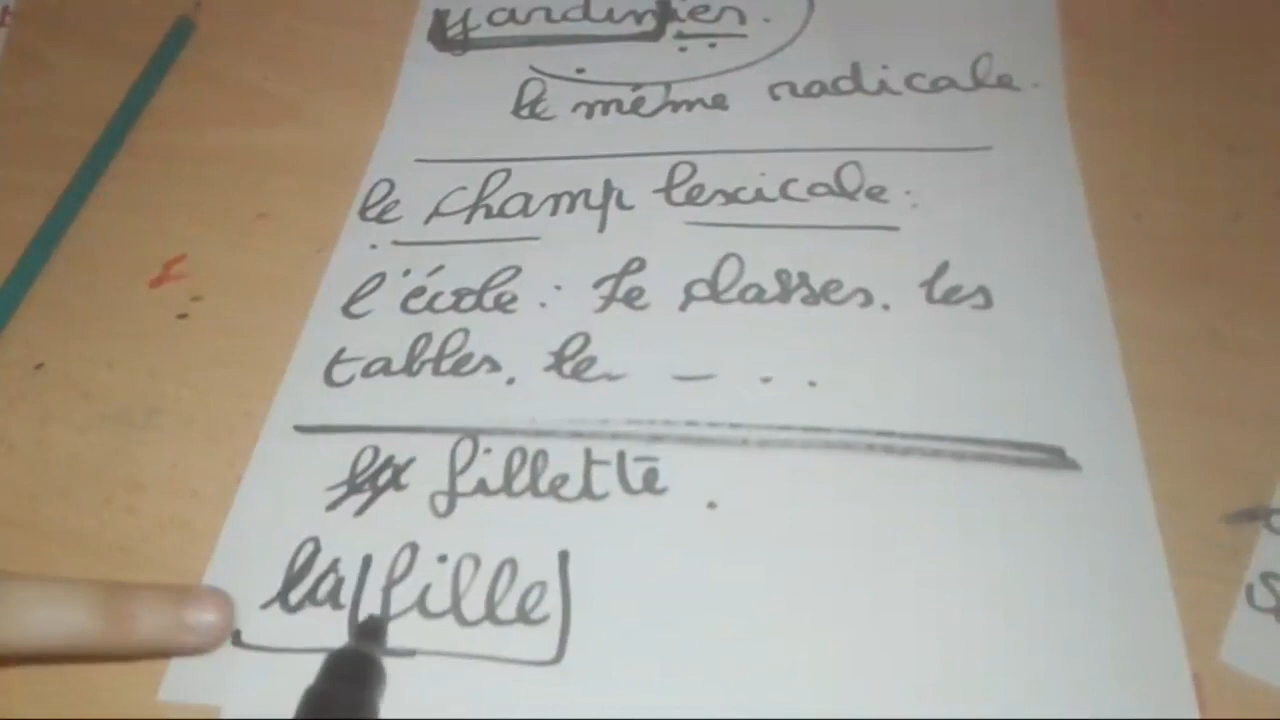 jardinier.
le même radicale.
le champ lexicale:
l'école: Le classes. les
tables. le - - . . .
fillette.
la fille